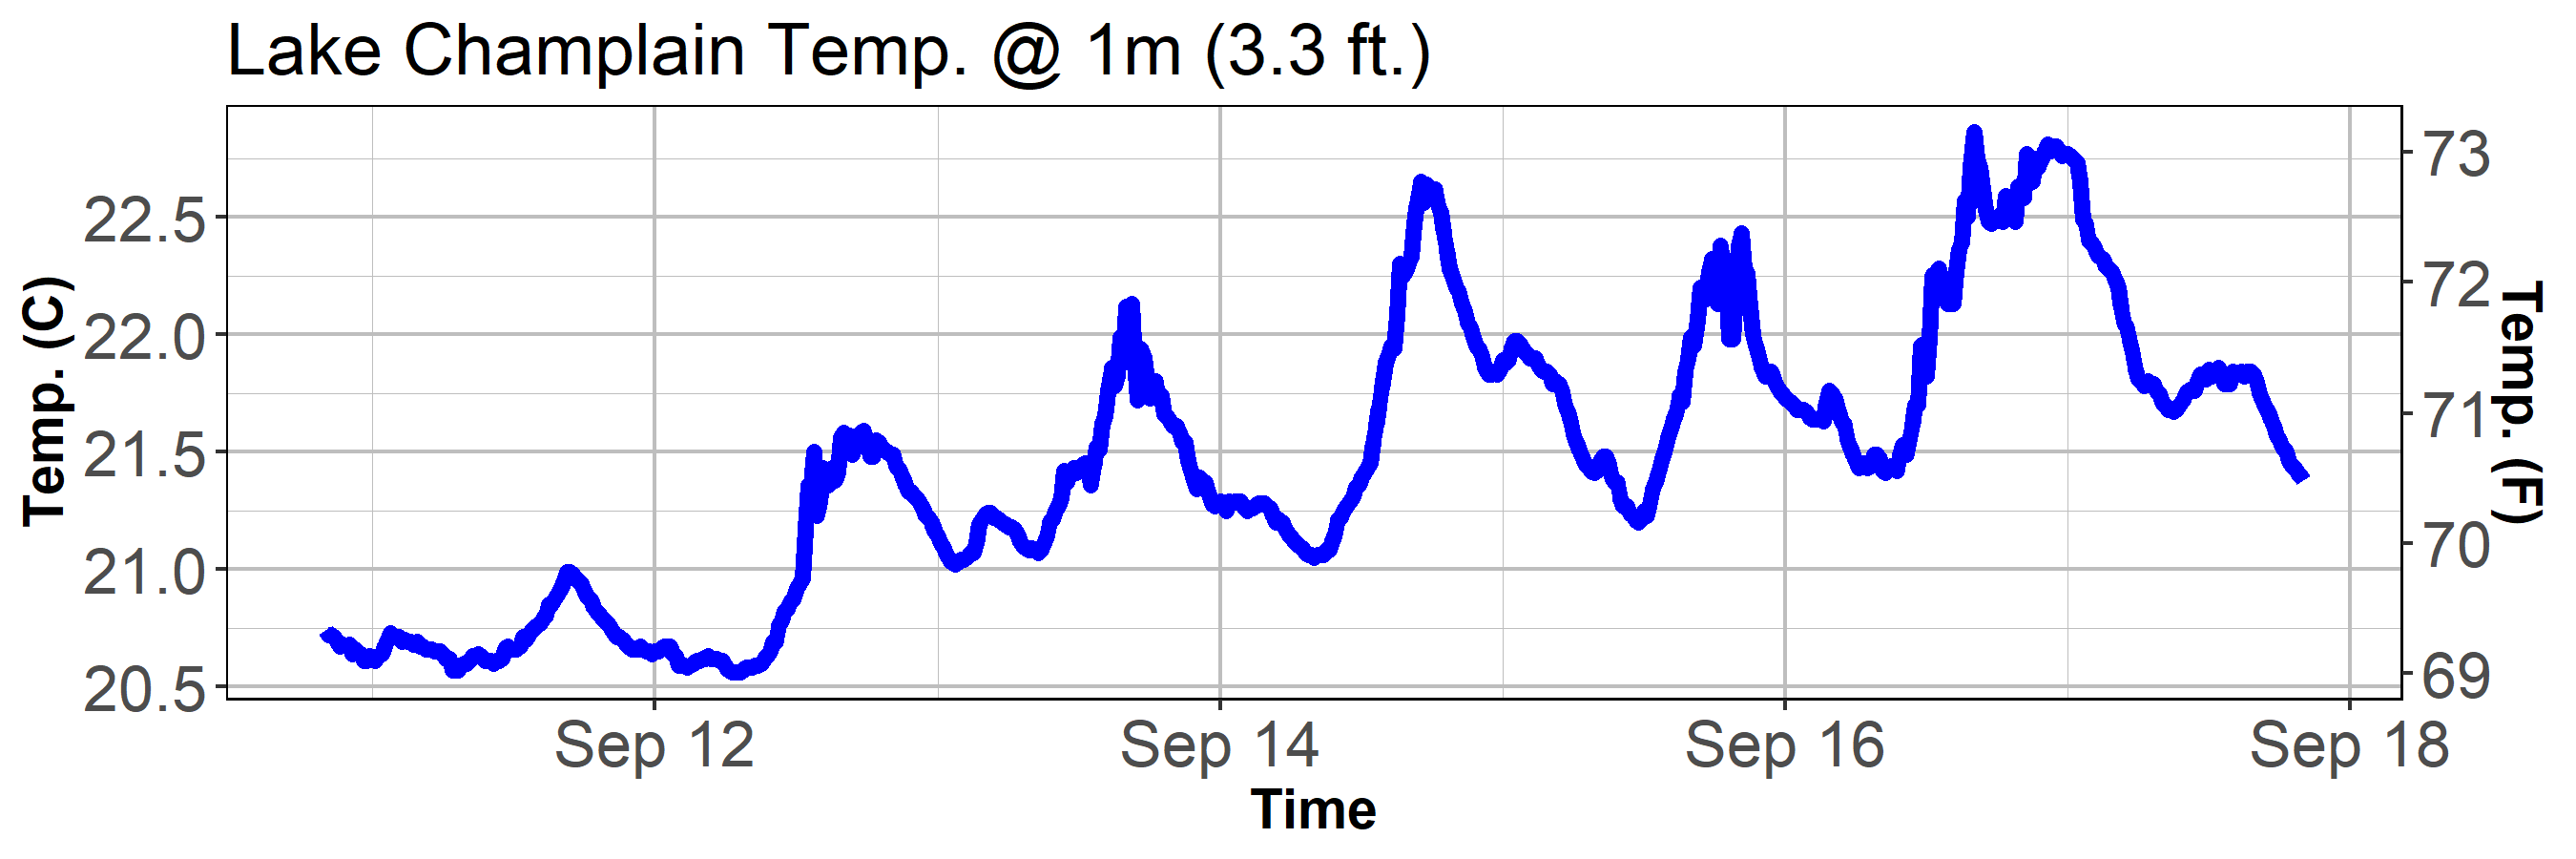 Lake Champlain Temp. @ 1m (3.3 ft.)
Temp. (C)
22.5
22.0
21.5
21.0
20.5
73
72
71
70
69
Temp. (F)
Sep 12
Sep 14
Sep 16
Sep 18
Time